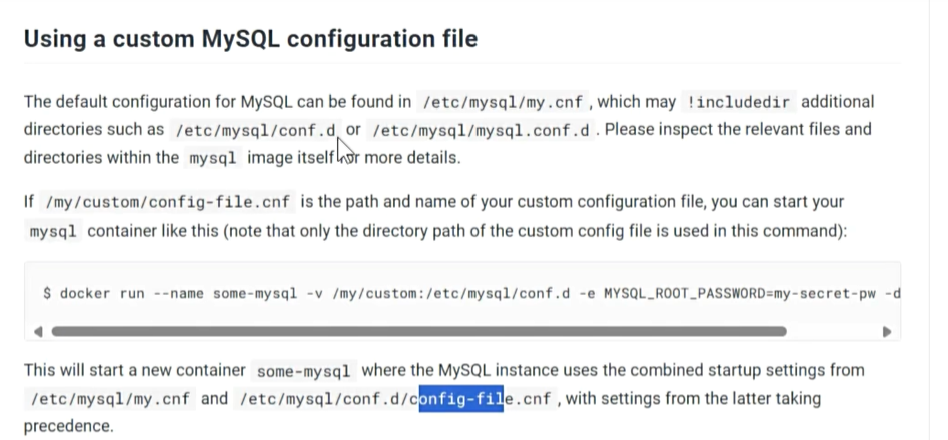 Using a custom MySQL configuration file
The default configuration for MySQL can be found in /etc/mysql/my.cnf , which may !includedir additional
directories such as /etc/mysql/conf.d or /etc/mysql/mysql.conf.d . Please inspect the relevant files and
directories within the mysql image itself for more details.
If /my/custom/config-file.cnf is the path and name of your custom configuration file, you can start your
mysql container like this (note that only the directory path of the custom config file is used in this command):
$ docker run --name some-mysql -v /my/custom:/etc/mysql/conf.d -e MYSQL_ROOT_PASSWORD=my-secret-pw -d
This will start a new container some-mysql where the MySQL instance uses the combined startup settings from
/etc/mysql/my.cnf and /etc/mysql/conf.d/config-file.cnf , with settings from the latter taking
precedence.